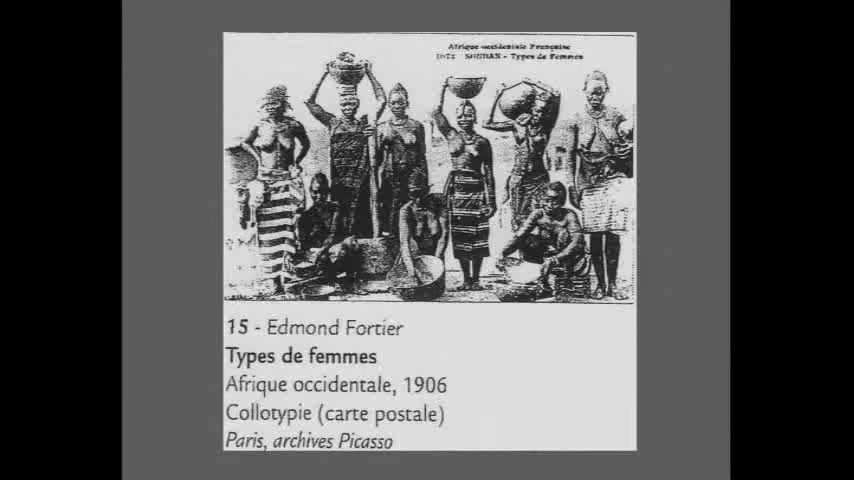 Afrique occidentale Française
SOUDAN - Types de Femmes
15 - Edmond Fortier
Types de femmes
Afrique occidentale, 1906
Collotypie (carte postale)
Paris, archives Picasso